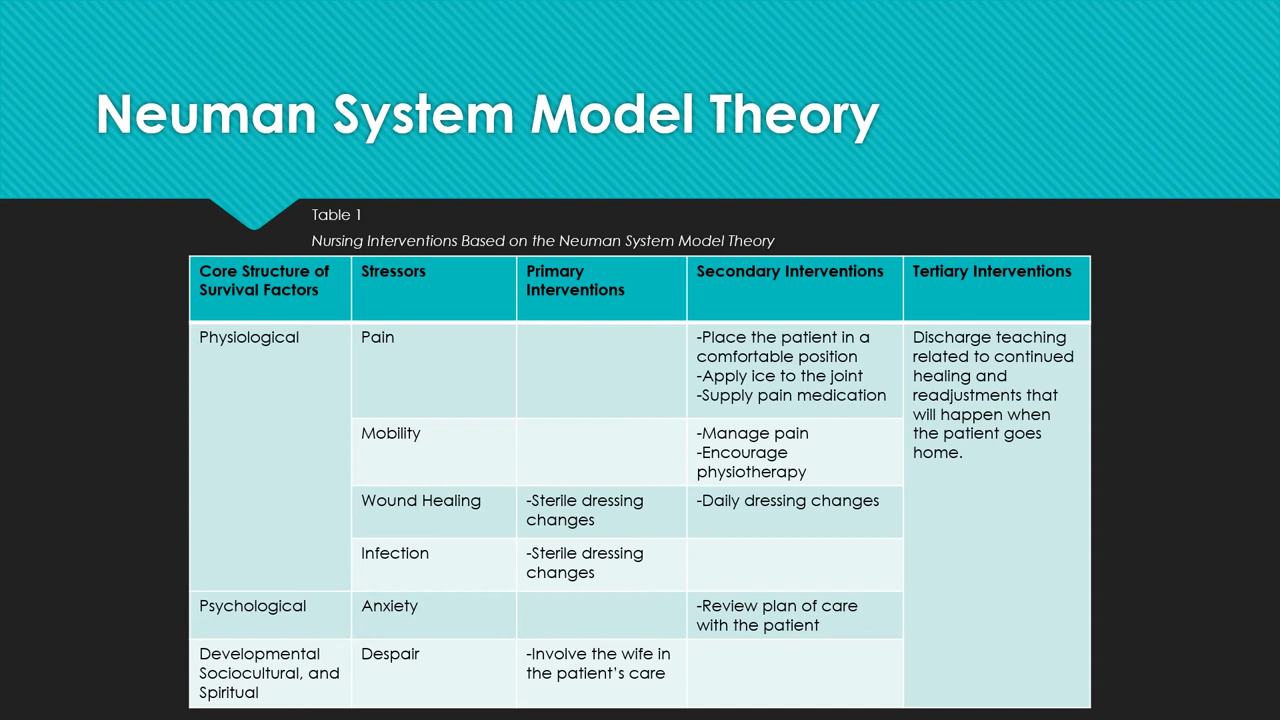 Neuman System Model Theory
Table 1
Nursing Interventions Based on the Neuman System Model Theory
Core Structure of
Survival Factors
Stressors
Primary
Interventions
Secondary Interventions
Tertiary Interventions
Physiological
Pain
-Place the patient in a
comfortable position
-Apply ice to the joint
-Supply pain medication
Discharge teaching
related to continued
healing and
readjustments that
will happen when
the patient goes
home.
Mobility
-Manage pain
-Encourage
physiotherapy
Wound Healing
-Sterile dressing
changes
-Daily dressing changes
Infection
-Sterile dressing
changes
Psychological
Anxiety
-Review plan of care
with the patient
Developmental
Sociocultural, and
Spiritual
Despair
-Involve the wife in
the patient’s care